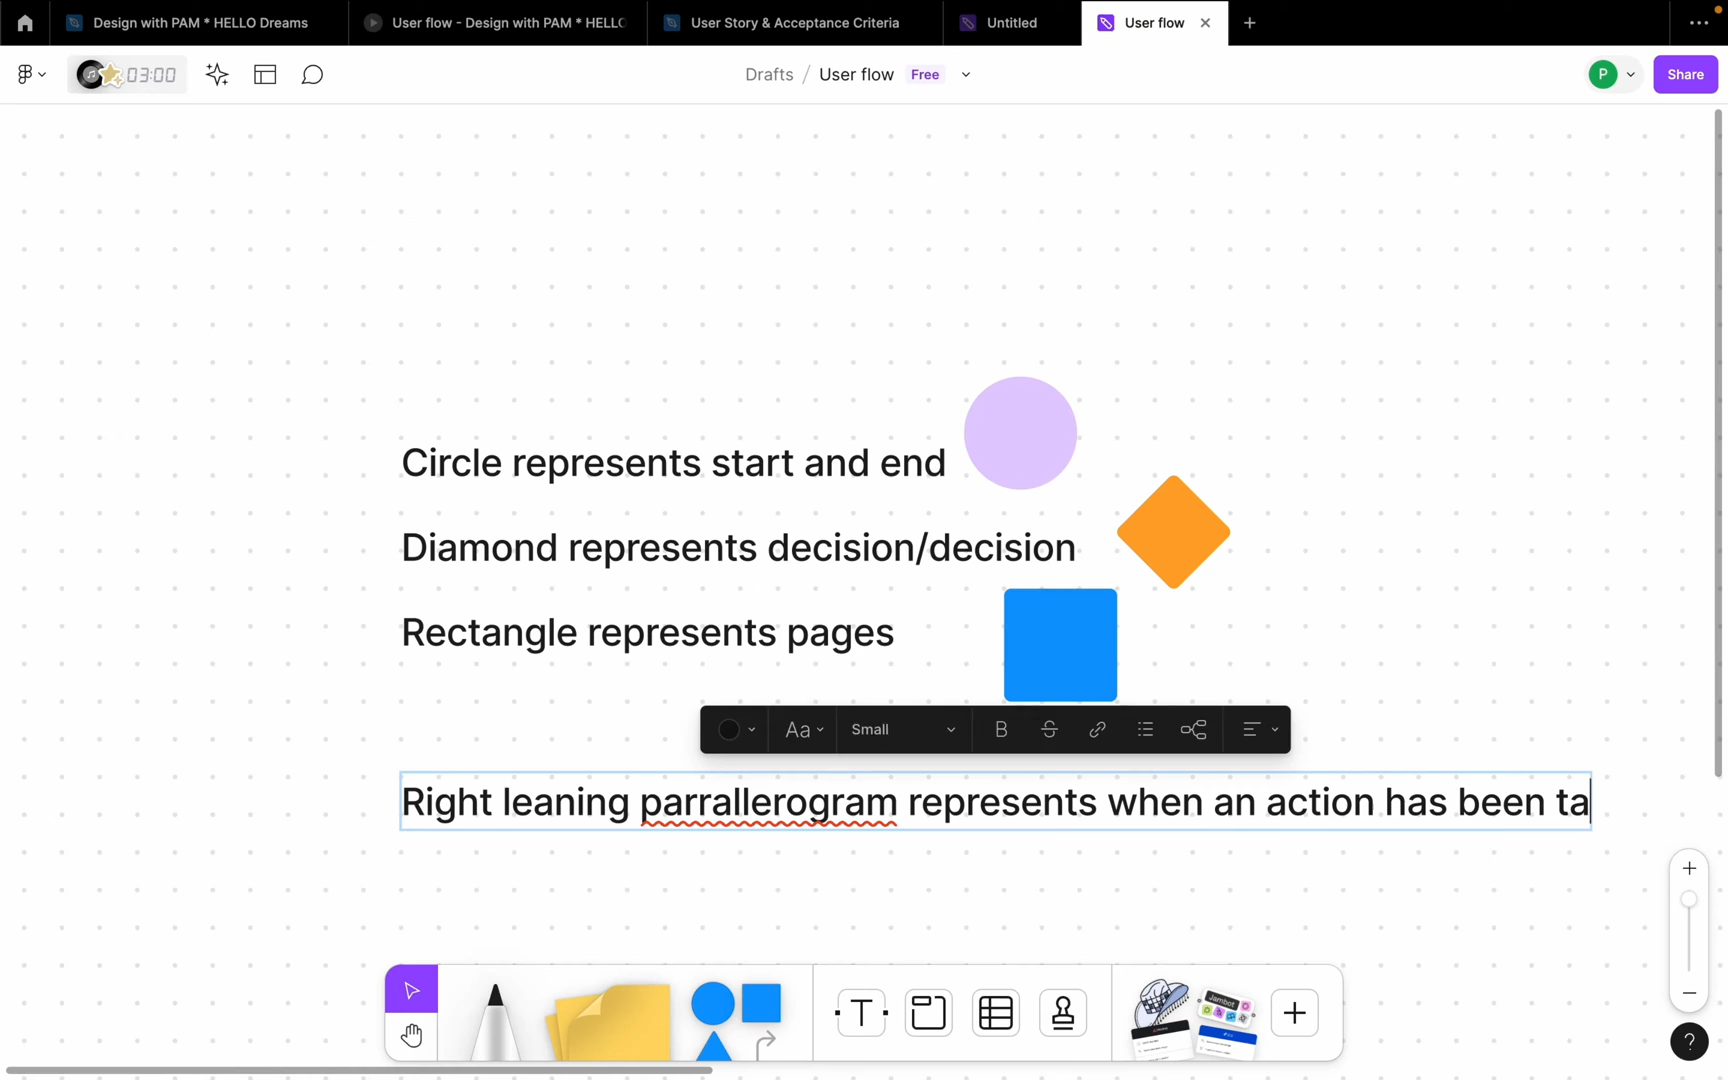 Design with PAM * HELLO Dreams
User flow - Design with PAM * HELLO
User Story & Acceptance Criteria
Untitled
User flow
03:00
Drafts / User flow Free
P
Share
Circle represents start and end
Diamond represents decision/decision
Rectangle represents pages
Aa
Small
B
S
Right leaning parrallerogram represents when an action has been ta
T
Jambot
?